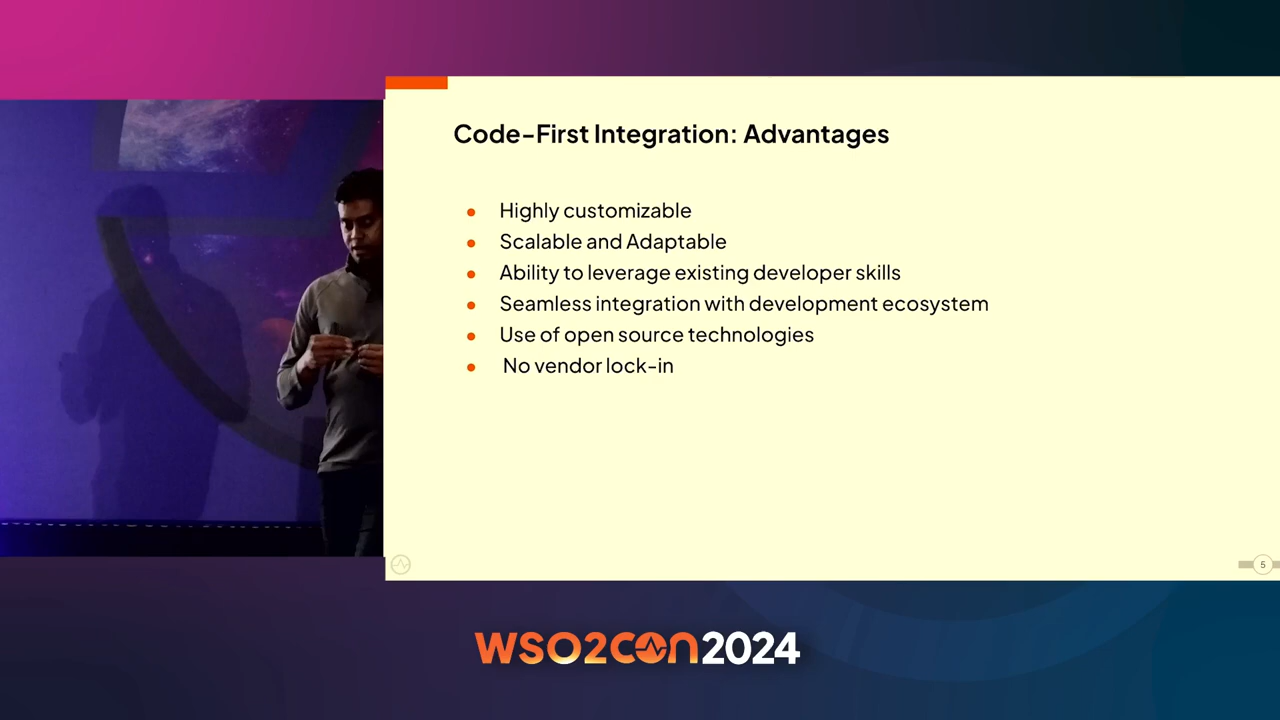 Code-First Integration: Advantages
Highly customizable
Scalable and Adaptable
Ability to leverage existing developer skills
Seamless integration with development ecosystem
Use of open source technologies
No vendor lock-in
5
WSO2CON2024